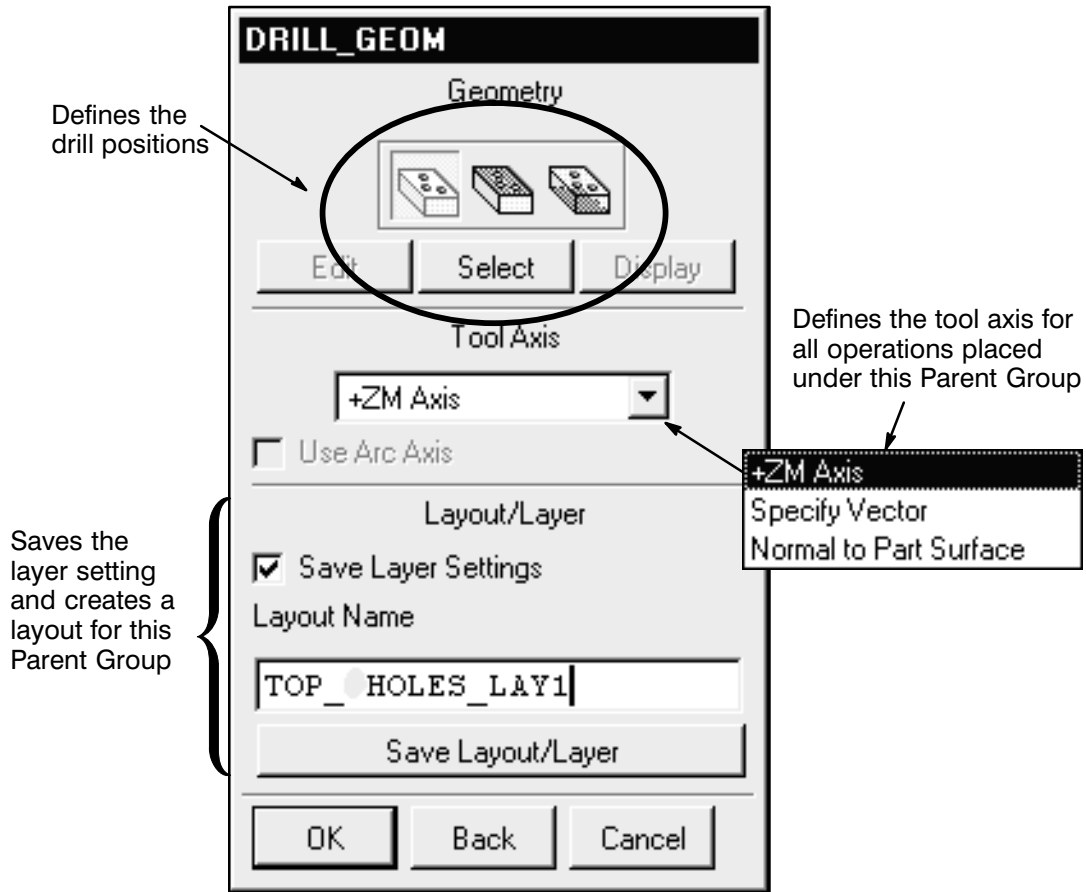 DRILL_GEOM
Geometry
Defines the
drill positions
Edit Select Display
Tool Axis
Defines the tool axis for
all operations placed
under this Parent Group
+ZM Axis
Use Arc Axis
+ZM Axis
Specify Vector
Normal to Part Surface
Layout/Layer
Saves the
layer setting
and creates a
layout for this
Parent Group
Save Layer Settings
Layout Name
TOP_ HOLES_LAY1
Save Layout/Layer
OK Back Cancel